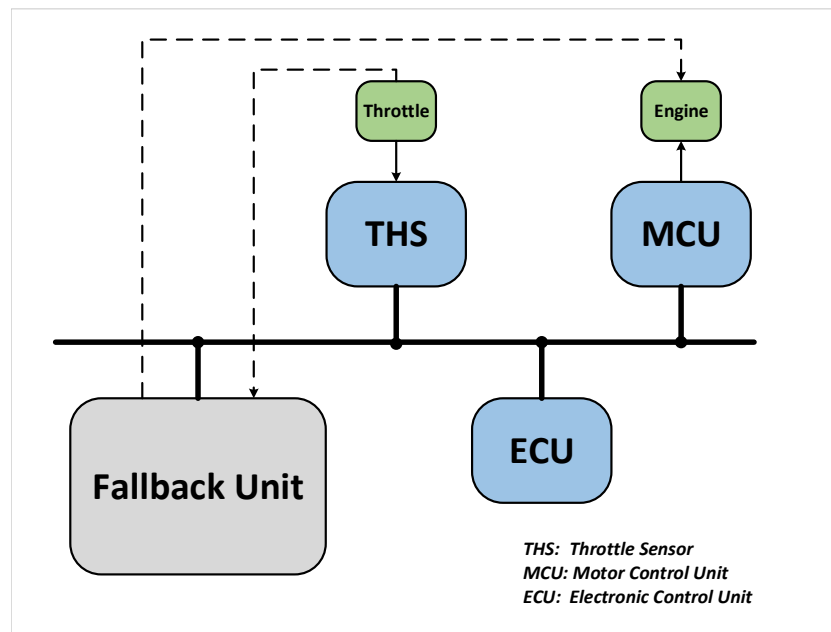 Throttle
Engine
THS
MCU
Fallback Unit
ECU
THS: Throttle Sensor
MCU: Motor Control Unit
ECU: Electronic Control Unit